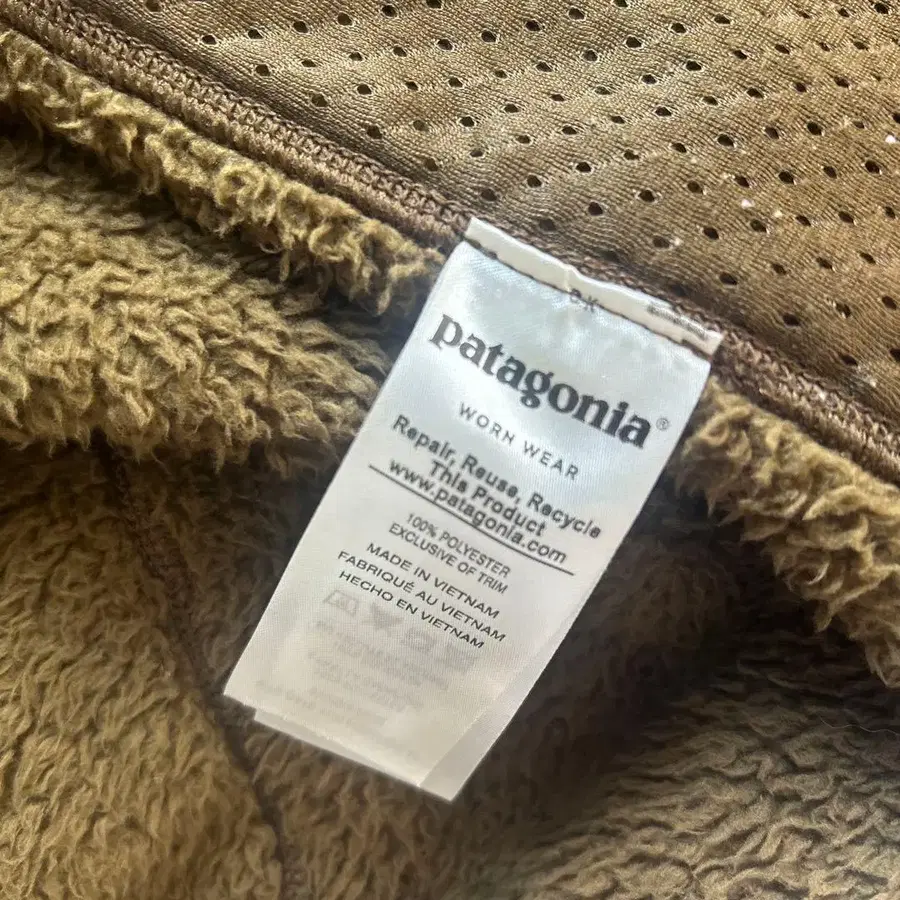 patagonia®
WORN WEAR
Repair, Reuse, Recycle
This Product
www.patagonia.com
100% POLYESTER
EXCLUSIVE OF TRIM
MADE IN VIETNAM
FABRIQUÉ AU VIETNAM
HECHO EN VIETNAM